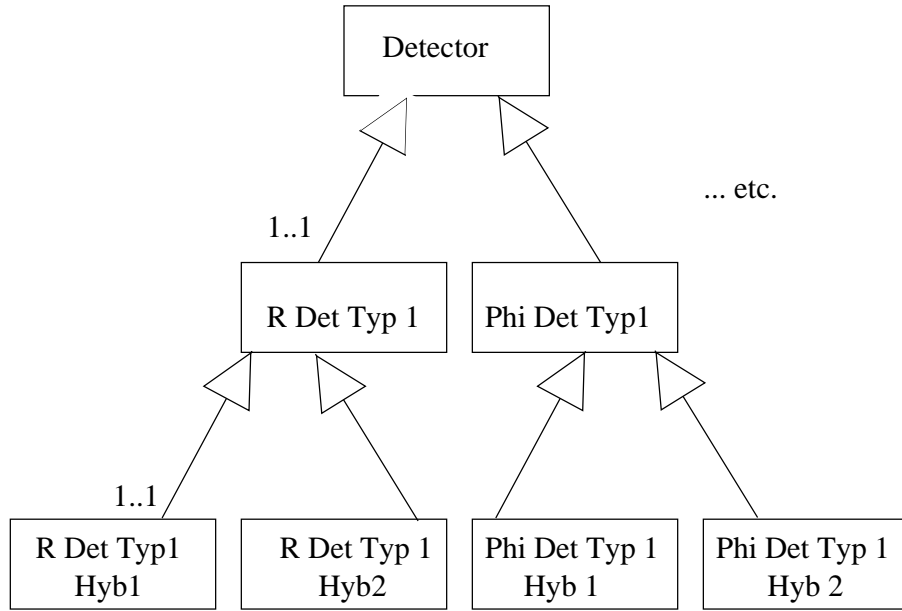 Detector
... etc.
1..1
R Det Typ 1
Phi Det Typ1
1..1
R Det Typ1
Hyb1
R Det Typ 1
Hyb2
Phi Det Typ 1
Hyb 1
Phi Det Typ 1
Hyb 2